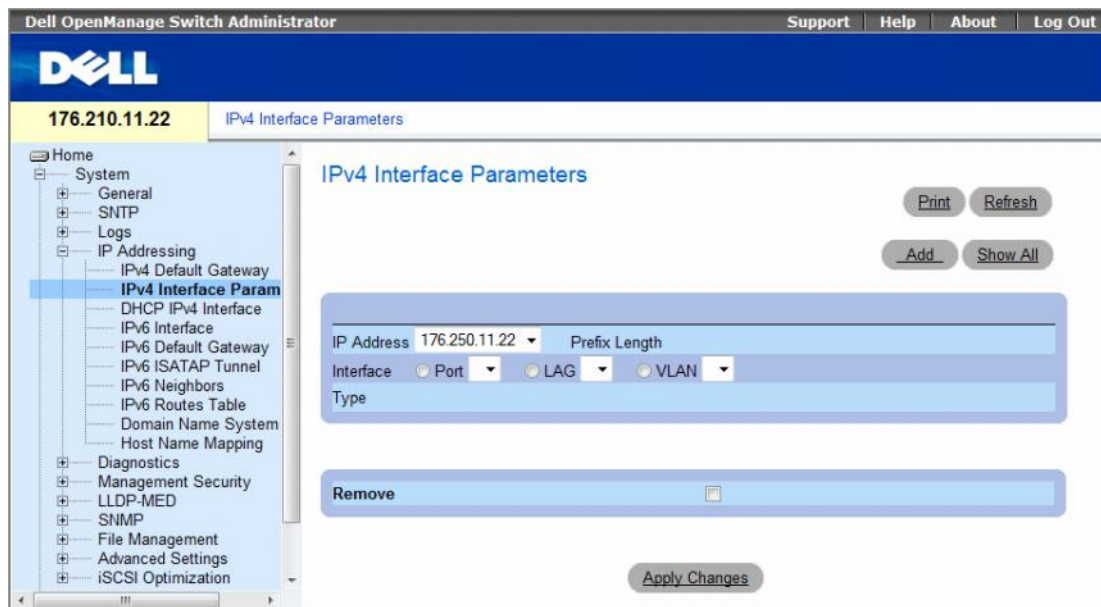 Dell OpenManage Switch Administrator
Support Help About Log Out
DELL
176.210.11.22
IPv4 Interface Parameters
Home
System
General
SNTP
Logs
IP Addressing
IPv4 Default Gateway
IPv4 Interface Param
DHCP IPv4 Interface
IPv6 Interface
IPv6 Default Gateway
IPv6 ISATAP Tunnel
IPv6 Neighbors
IPv6 Routes Table
Domain Name System
Host Name Mapping
Diagnostics
Management Security
LLDP-MED
SNMP
File Management
Advanced Settings
iSCSI Optimization
IPv4 Interface Parameters
Print Refresh
Add Show All
IP Address 176.250.11.22 Prefix Length
Interface Port LAG VLAN
Type
Remove
Apply Changes